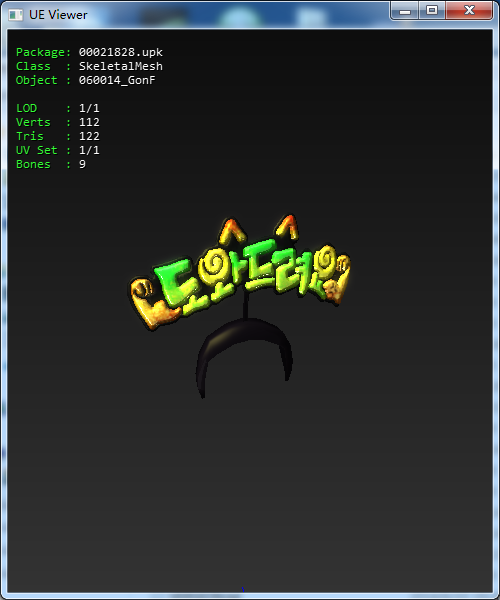 UE Viewer
Package: 00021828.upk
Class : SkeletalMesh
Object : 060014_GonF
LOD : 1/1
Verts : 112
Tris : 122
UV Set : 1/1
Bones : 9
도와드려요